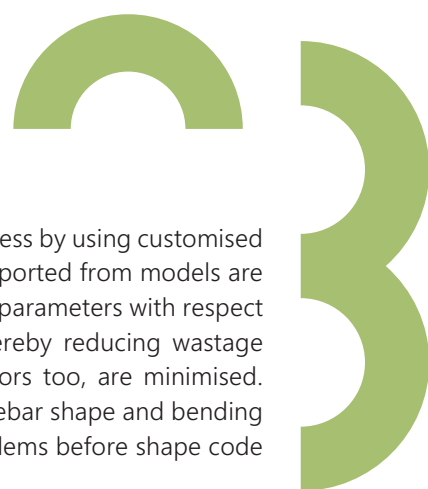 ess by using customised
ported from models are
parameters with respect
ereby reducing wastage
ors too, are minimised.
ebar shape and bending
lems before shape code